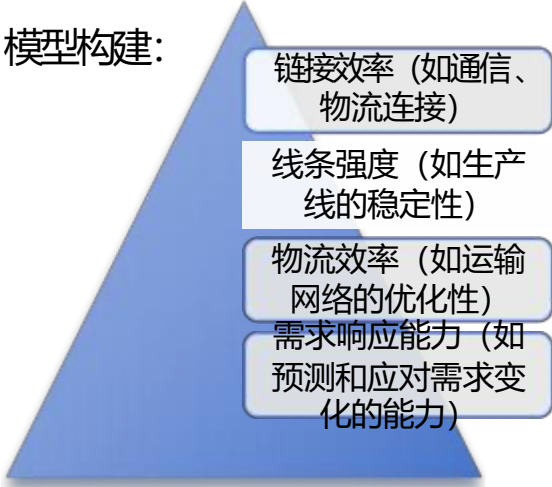 模型构建：
链接效率（如通信、
物流连接）
线条强度（如生产
线的稳定性）
物流效率（如运输
网络的优化性）
需求响应能力（如
预测和应对需求变
化的能力）